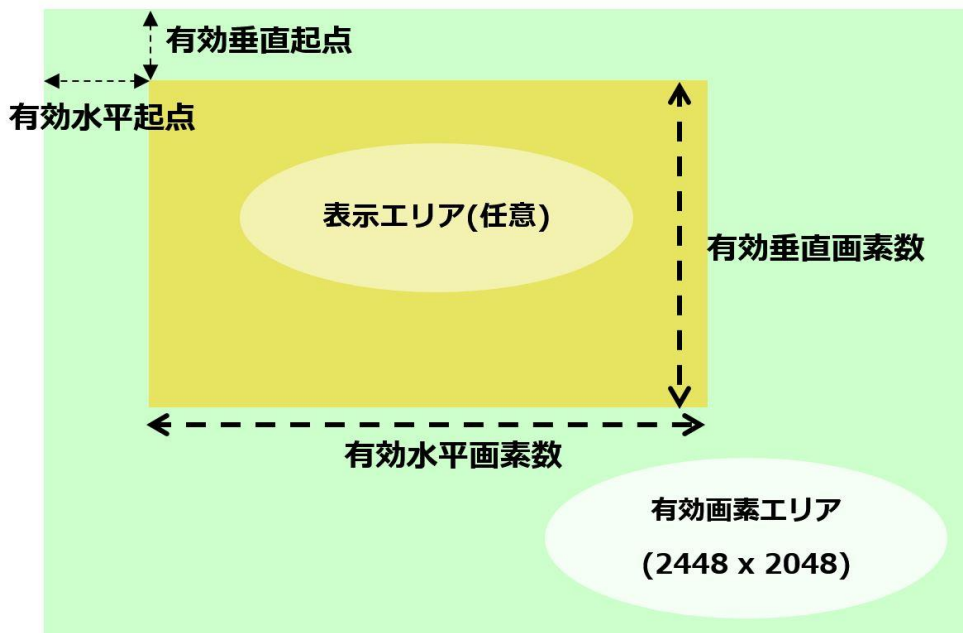 有効垂直起点
有効水平起点
表示エリア(任意)
有効垂直画素数
有効水平画素数
有効画素エリア
(2448 x 2048)